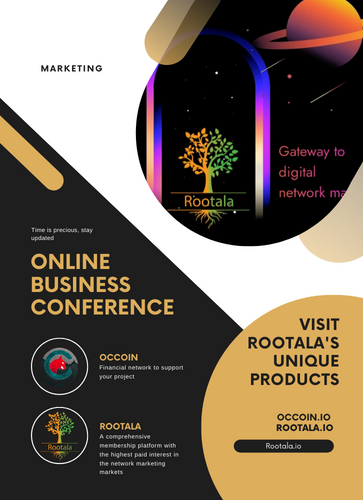 MARKETING
Gateway to
digital
network ma
Rootala
Time is precious, stay
updated
ONLINE
BUSINESS
CONFERENCE
OCCOIN
Financial network to support
your project
ROOTALA
A comprehensive
membership platform with
the highest paid interest in
the network marketing
markets
Rootala
VISIT
ROOTALA'S
UNIQUE
PRODUCTS
OCCOIN.IO
ROOTALA.IO
Rootala.io